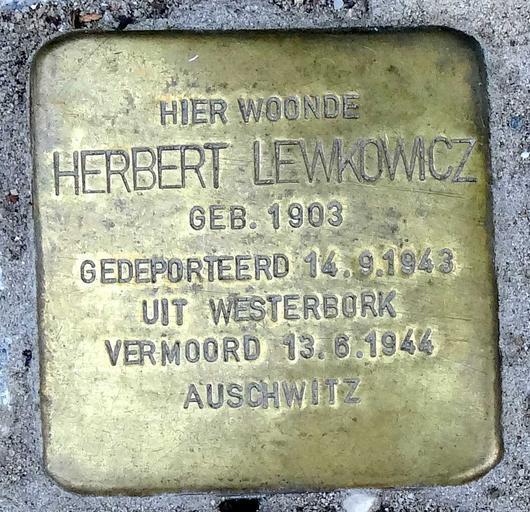 HIER WOONDE
HERBERT LEWKOWICZ
GEB. 1903
GEDEPORTEERD 14.9.1943
UIT WESTERBORK
VERMOORD 13.6.1944
AUSCHWITZ